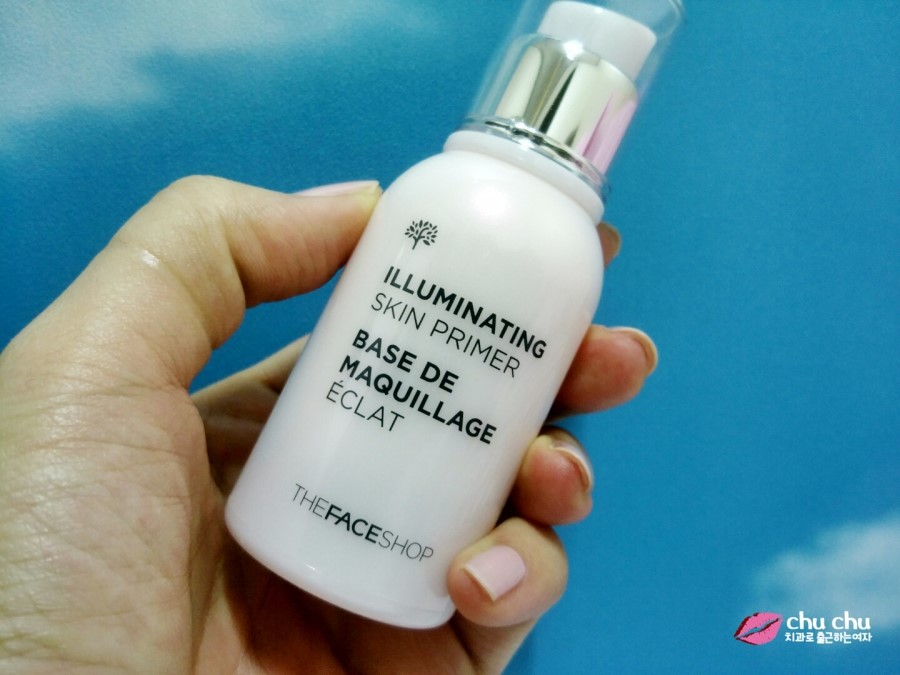 ILLUMINATING
SKIN PRIMER
BASE DE
MAQUILLAGE
ÉCLAT
THEFACESHOP
chu chu
치과로 출근하는여자